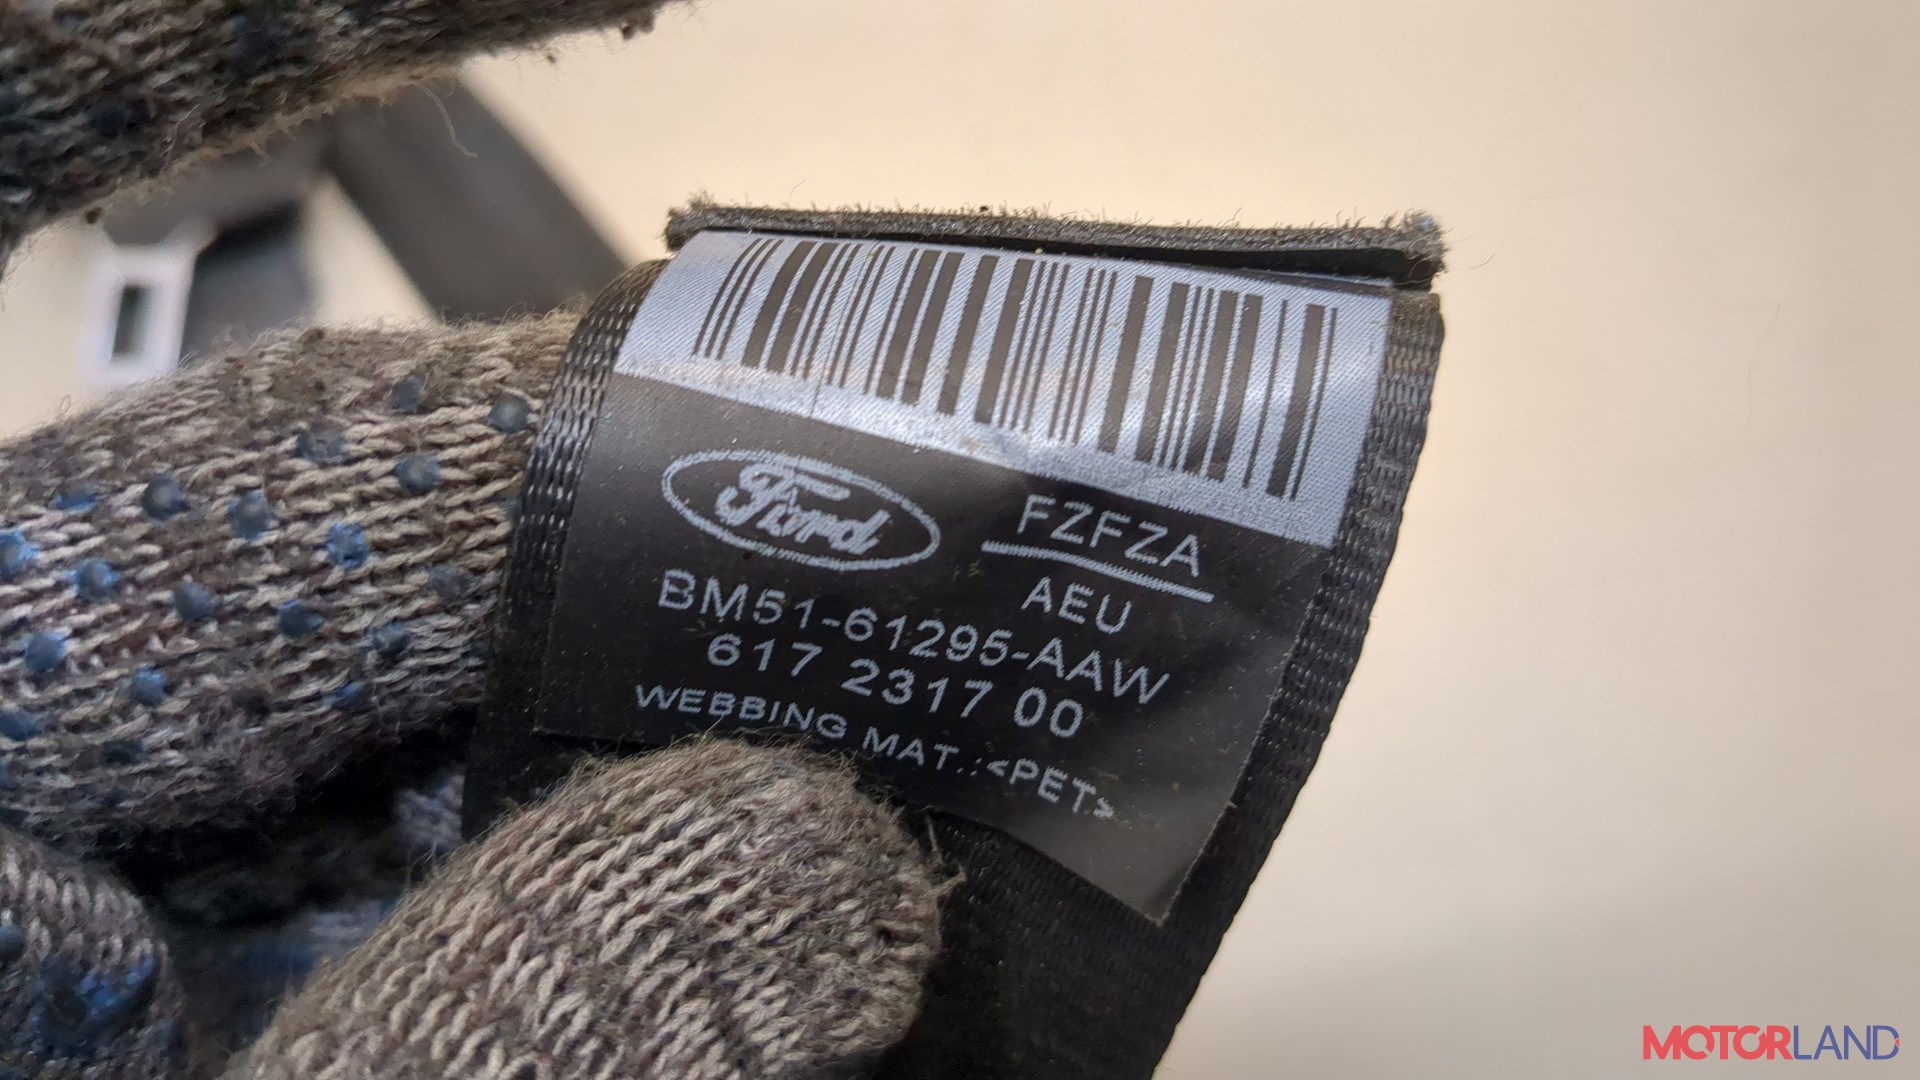 Ford
FZFZA
AEU
BM51-61295-AAW
617 2317 00
WEBBING MAT.:<PET>
MOTORLAND